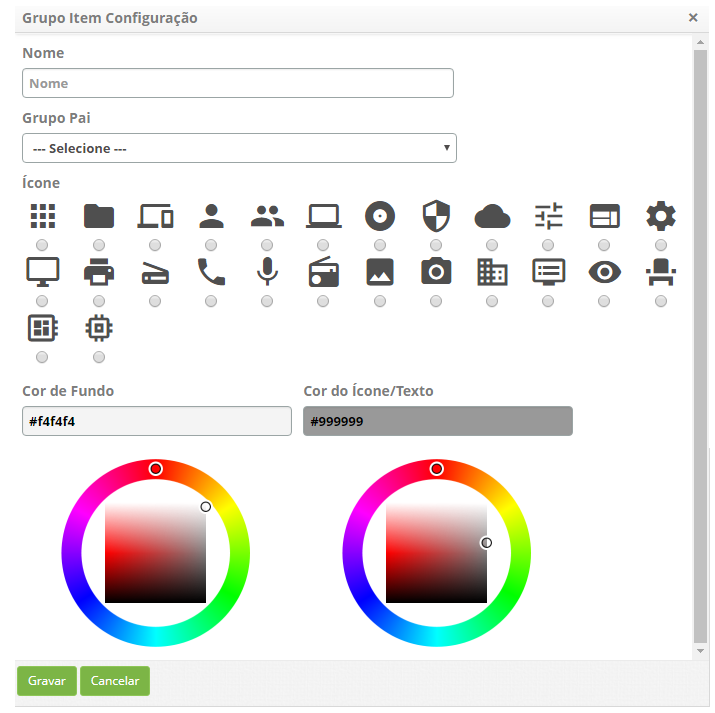 Grupo Item Configuração
Nome
Nome
Grupo Pai
--- Selecione ---
Ícone
Cor de Fundo
Cor do Ícone/Texto
#f4f4f4
#999999
Gravar
Cancelar